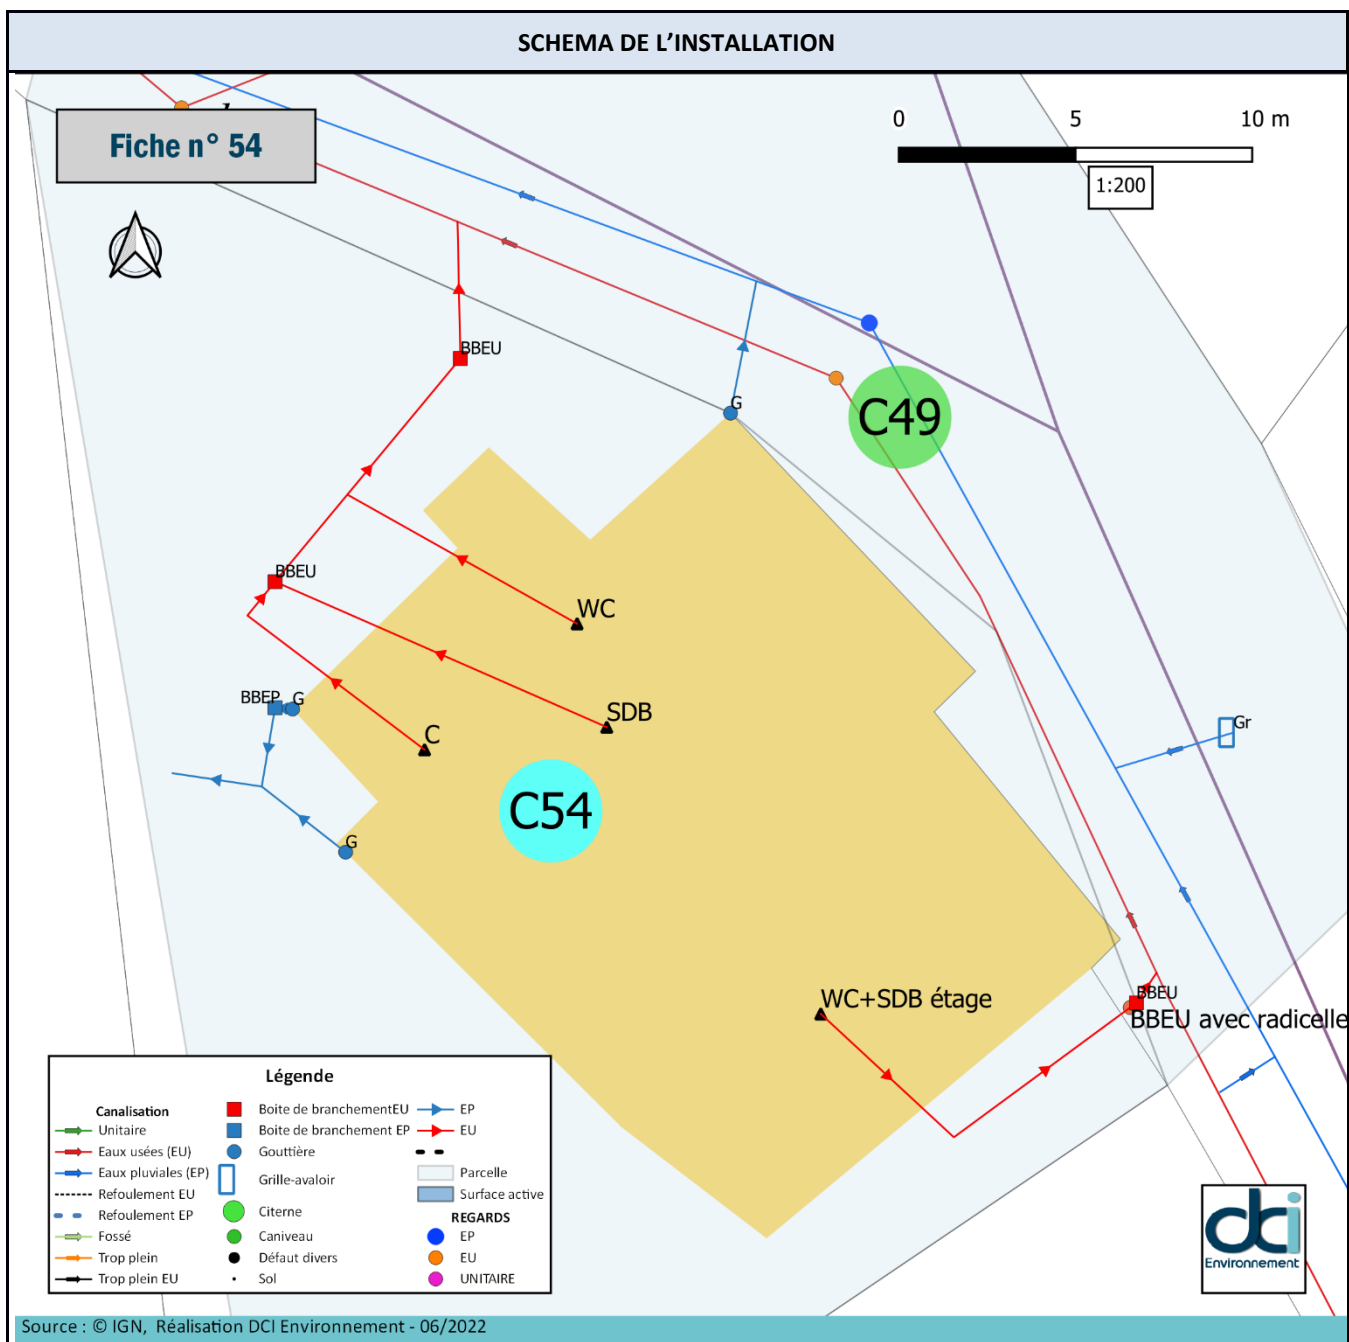 SCHEMA DE L’INSTALLATION
Fiche n° 54
0 5 10 m
1:200
BBEU
G
C49
BBEU
WC
BBEP G
SDB
C
Gr
C54
G
WC+SDB étage
BBEU
BBEU avec radicelle
Légende
Canalisation
Unitaire
Eaux usées (EU)
Eaux pluviales (EP)
Refoulement EU
Refoulement EP
Fossé
Trop plein
Trop plein EU
Boite de branchementEU
Boite de branchement EP
Gouttière
Grille-avaloir
Citerne
Caniveau
Défaut divers
Sol
EP
EU
Parcelle
Surface active
REGARDS
EP
EU
UNITAIRE
dci
Environnement
Source : © IGN, Réalisation DCI Environnement - 06/2022